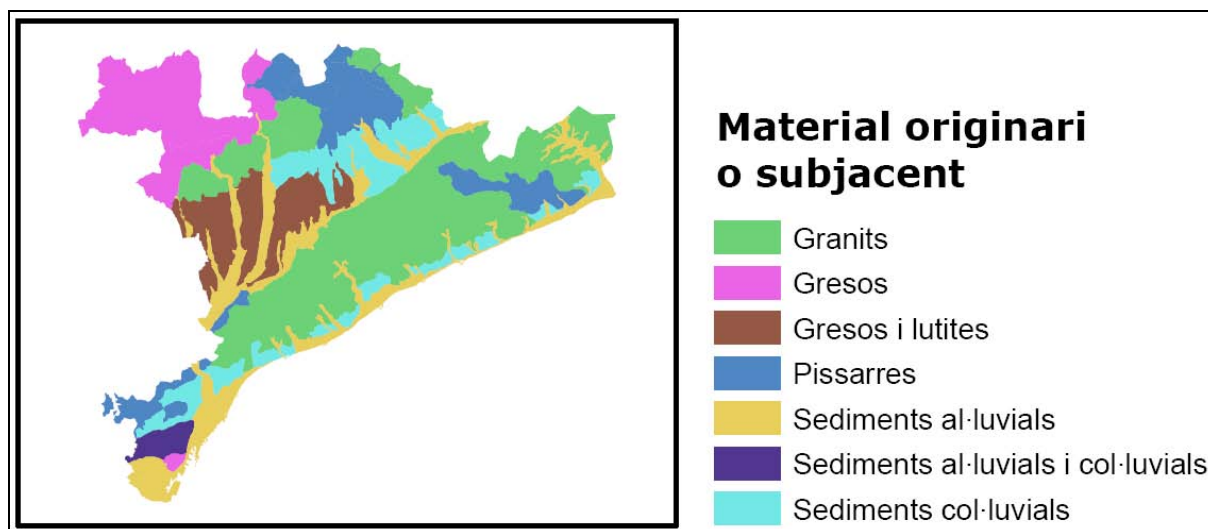 Material originari
o subjacent
Granits
Gresos
Gresos i lutites
Pissarres
Sediments al·luvials
Sediments al·luvials i col·luvials
Sediments col·luvials